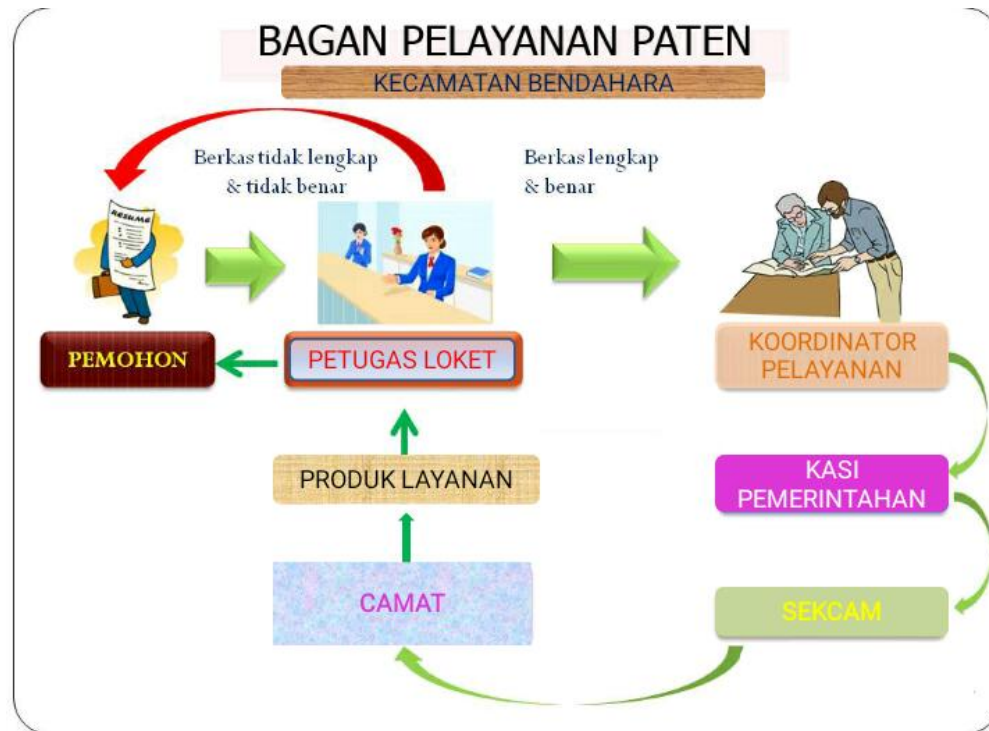 BAGAN PELAYANAN PATEN
KECAMATAN BENDAHARA
Berkas tidak lengkap
& tidak benar
Berkas lengkap
& benar
RESUME
PEMOHON
PETUGAS LOKET
KOORDINATOR
PELAYANAN
PRODUK LAYANAN
KASI
PEMERINTAHAN
CAMAT
SEKCAM